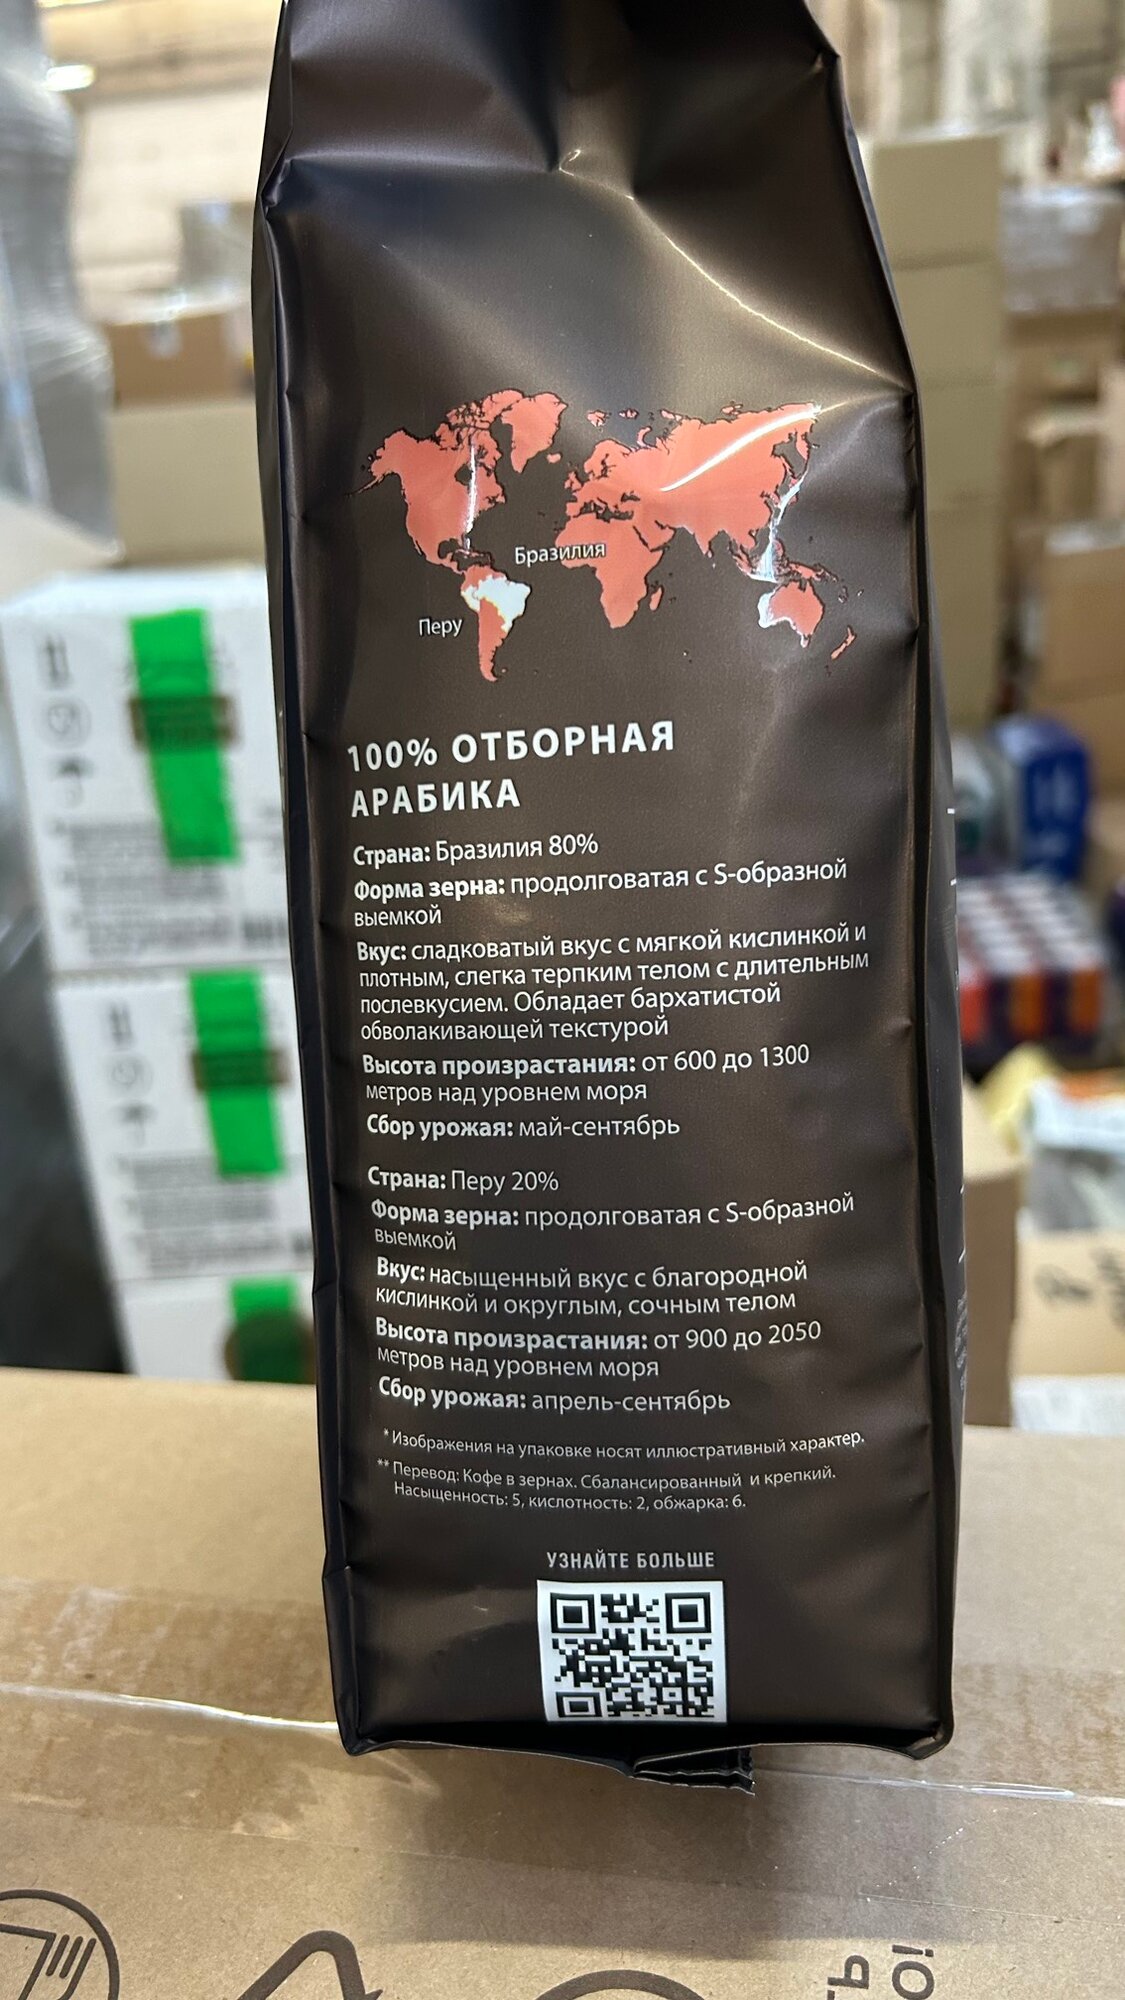 Бразилия
Перу
100% ОТБОРНАЯ
АРАБИКА
Страна: Бразилия 80%
Форма зерна: продолговатая с S-образной
выемкой
Вкус: сладковатый вкус с мягкой кислинкой и
плотным, слегка терпким телом с длительным
послевкусием. Обладает бархатистой
обволакивающей текстурой
Высота произрастания: от 600 до 1300
метров над уровнем моря
Сбор урожая: май-сентябрь
Страна: Перу 20%
Форма зерна: продолговатая с S-образной
выемкой
Вкус: насыщенный вкус с благородной
кислинкой и округлым, сочным телом
Высота произрастания: от 900 до 2050
метров над уровнем моря
Сбор урожая: апрель-сентябрь
* Изображения на упаковке носят иллюстративный характер.
** Перевод: Кофе в зернах. Сбалансированный и крепкий.
Насыщенность: 5, кислотность: 2, обжарка: 6.
УЗНАЙТЕ БОЛЬШЕ